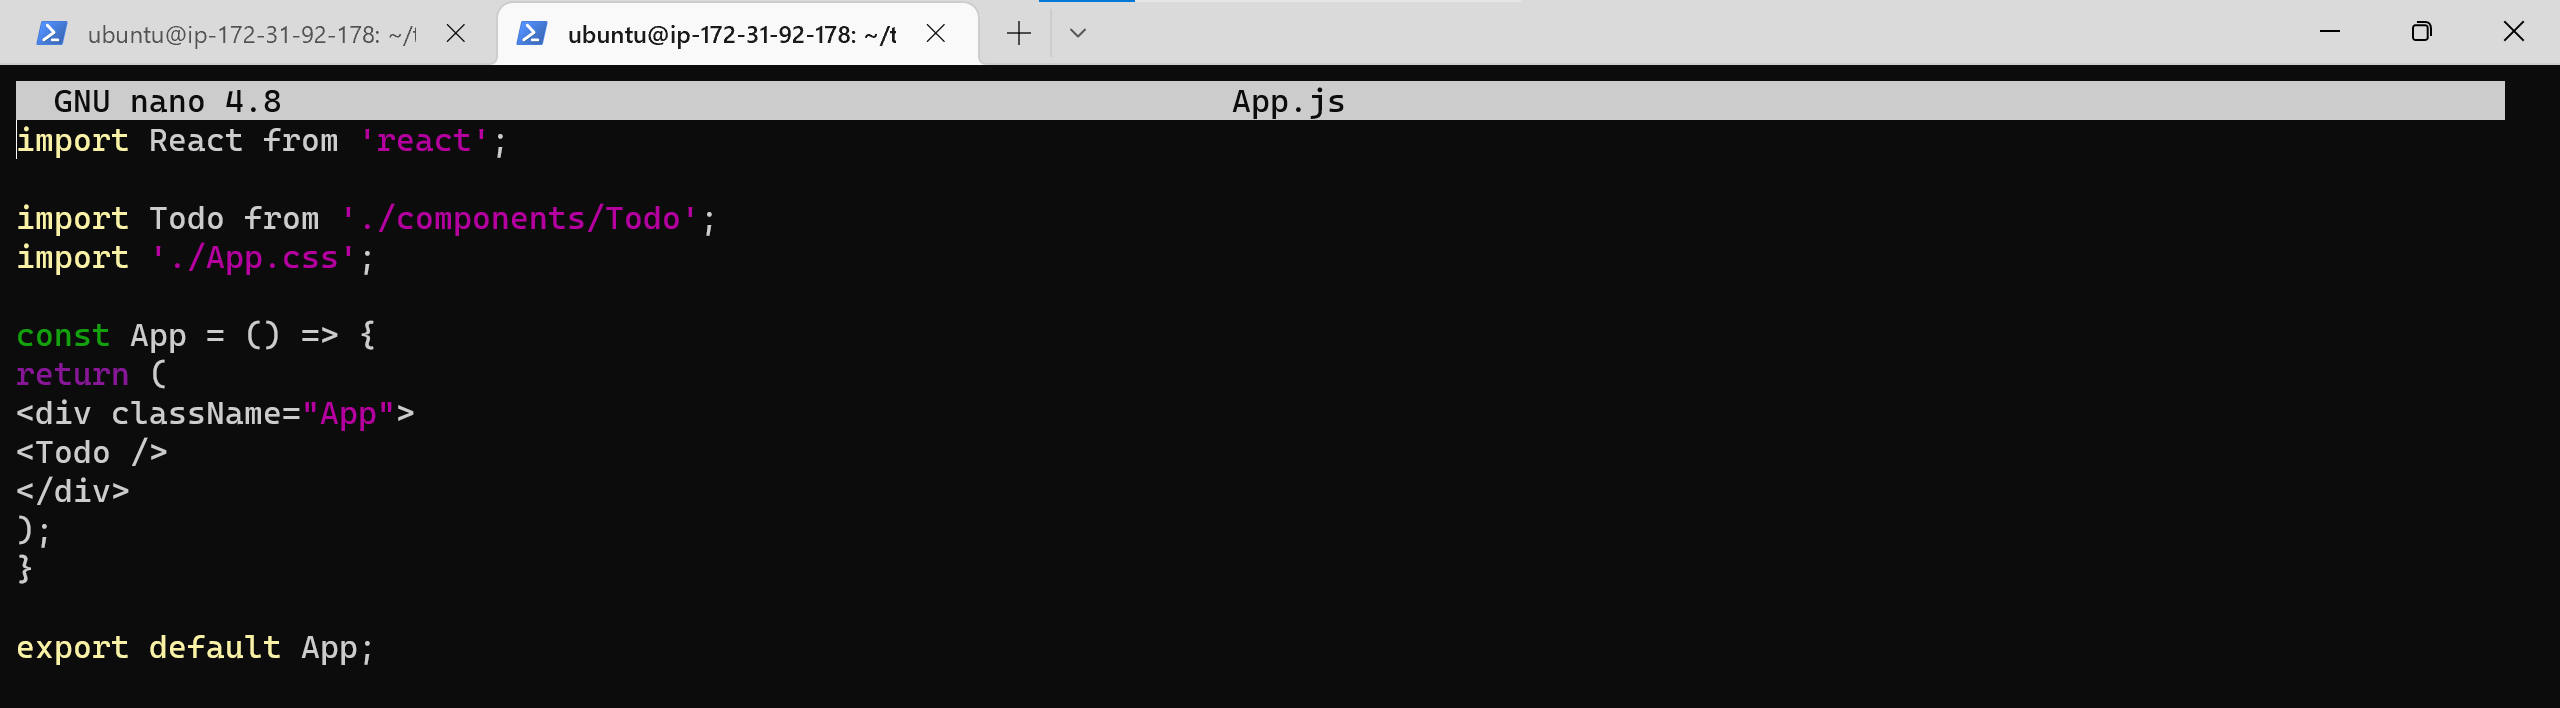 ubuntu@ip-172-31-92-178: ~/t
ubuntu@ip-172-31-92-178: ~/t
GNU nano 4.8
App.js
import React from 'react';
import Todo from './components/Todo';
import './App.css';
const App = () => {
return (
<div className="App">
<Todo />
</div>
);
}
export default App;